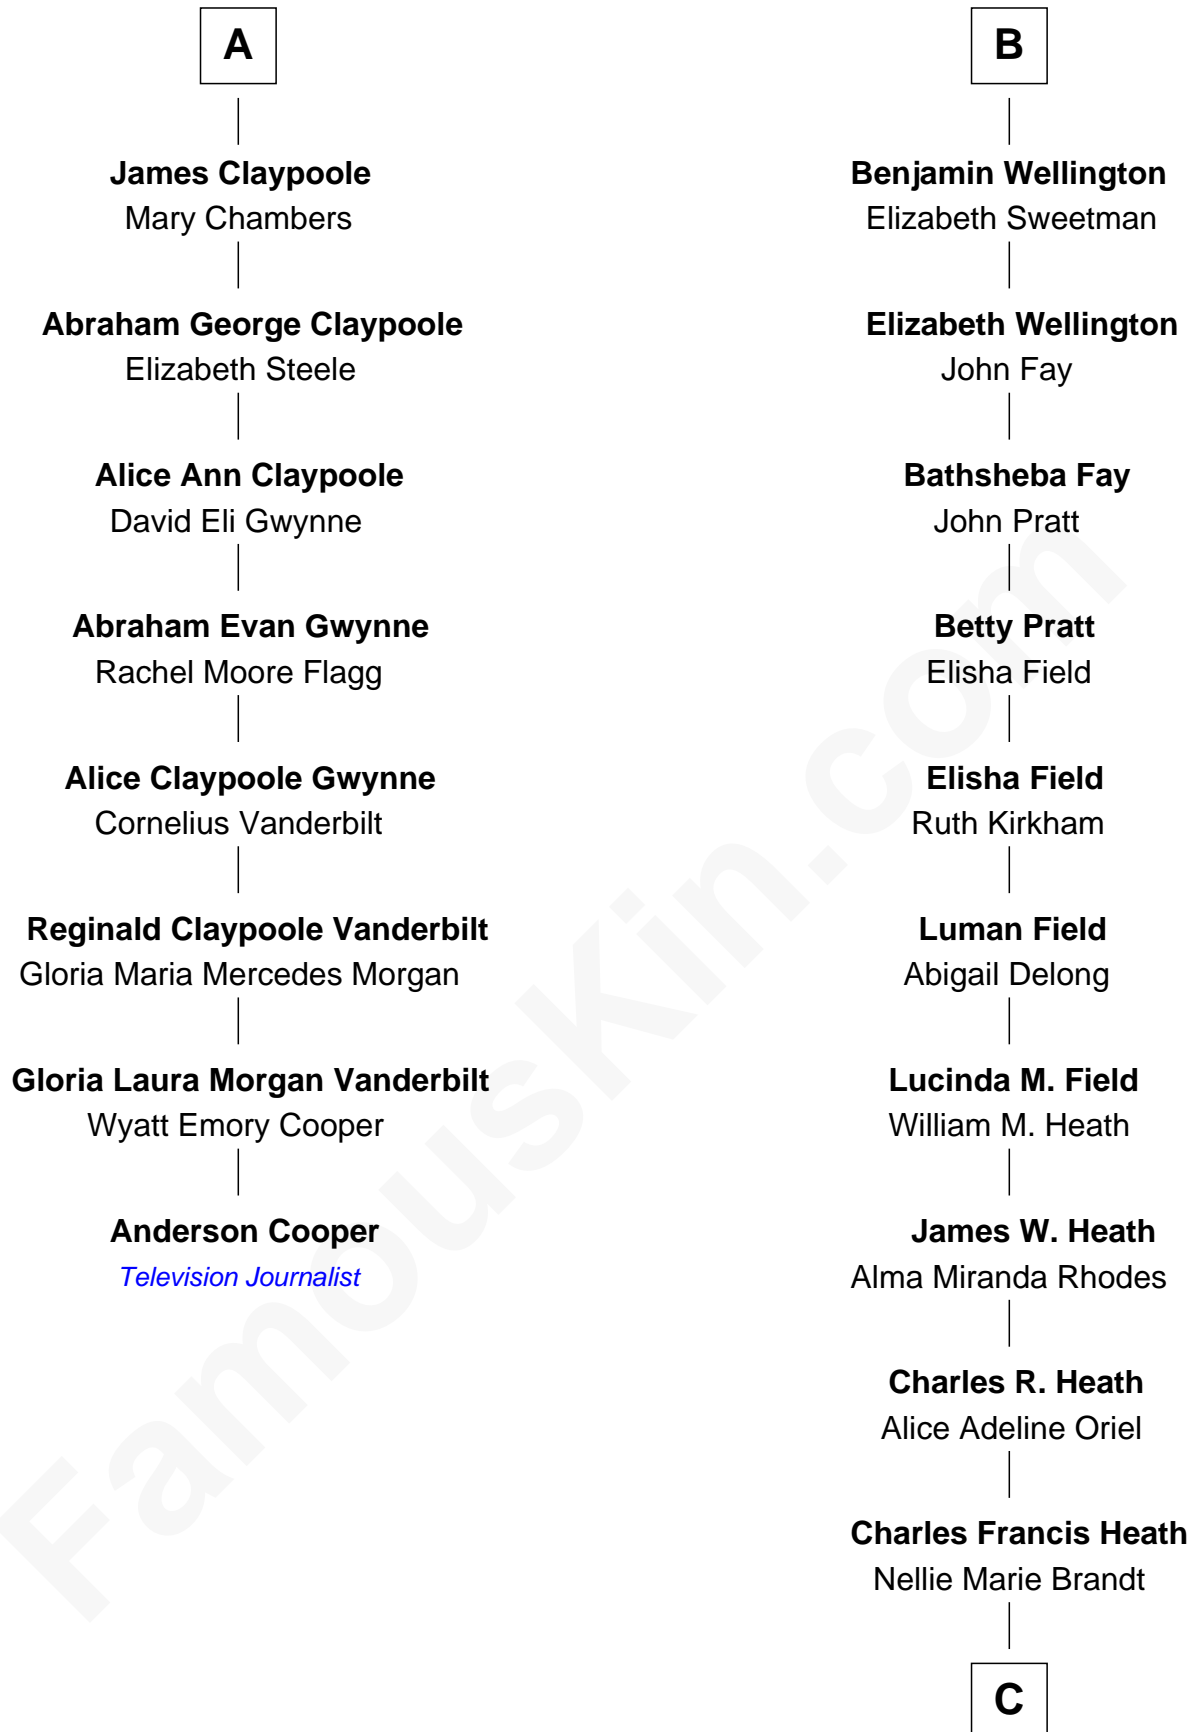 A
James Claypoole
Mary Chambers
Abraham George Claypoole
Elizabeth Steele
Alice Ann Claypoole
David Eli Gwynne
Abraham Evan Gwynne
Rachel Moore Flagg
Alice Claypoole Gwynne
Cornelius Vanderbilt
Reginald Claypoole Vanderbilt
Gloria Maria Mercedes Morgan
Gloria Laura Morgan Vanderbilt
Wyatt Emory Cooper
Anderson Cooper
Television Journalist
B
Benjamin Wellington
Elizabeth Sweetman
Elizabeth Wellington
John Fay
Bathsheba Fay
John Pratt
Betty Pratt
Elisha Field
Elisha Field
Ruth Kirkham
Luman Field
Abigail Delong
Lucinda M. Field
William M. Heath
James W. Heath
Alma Miranda Rhodes
Charles R. Heath
Alice Adeline Oriel
Charles Francis Heath
Nellie Marie Brandt
C
FamousKin.com